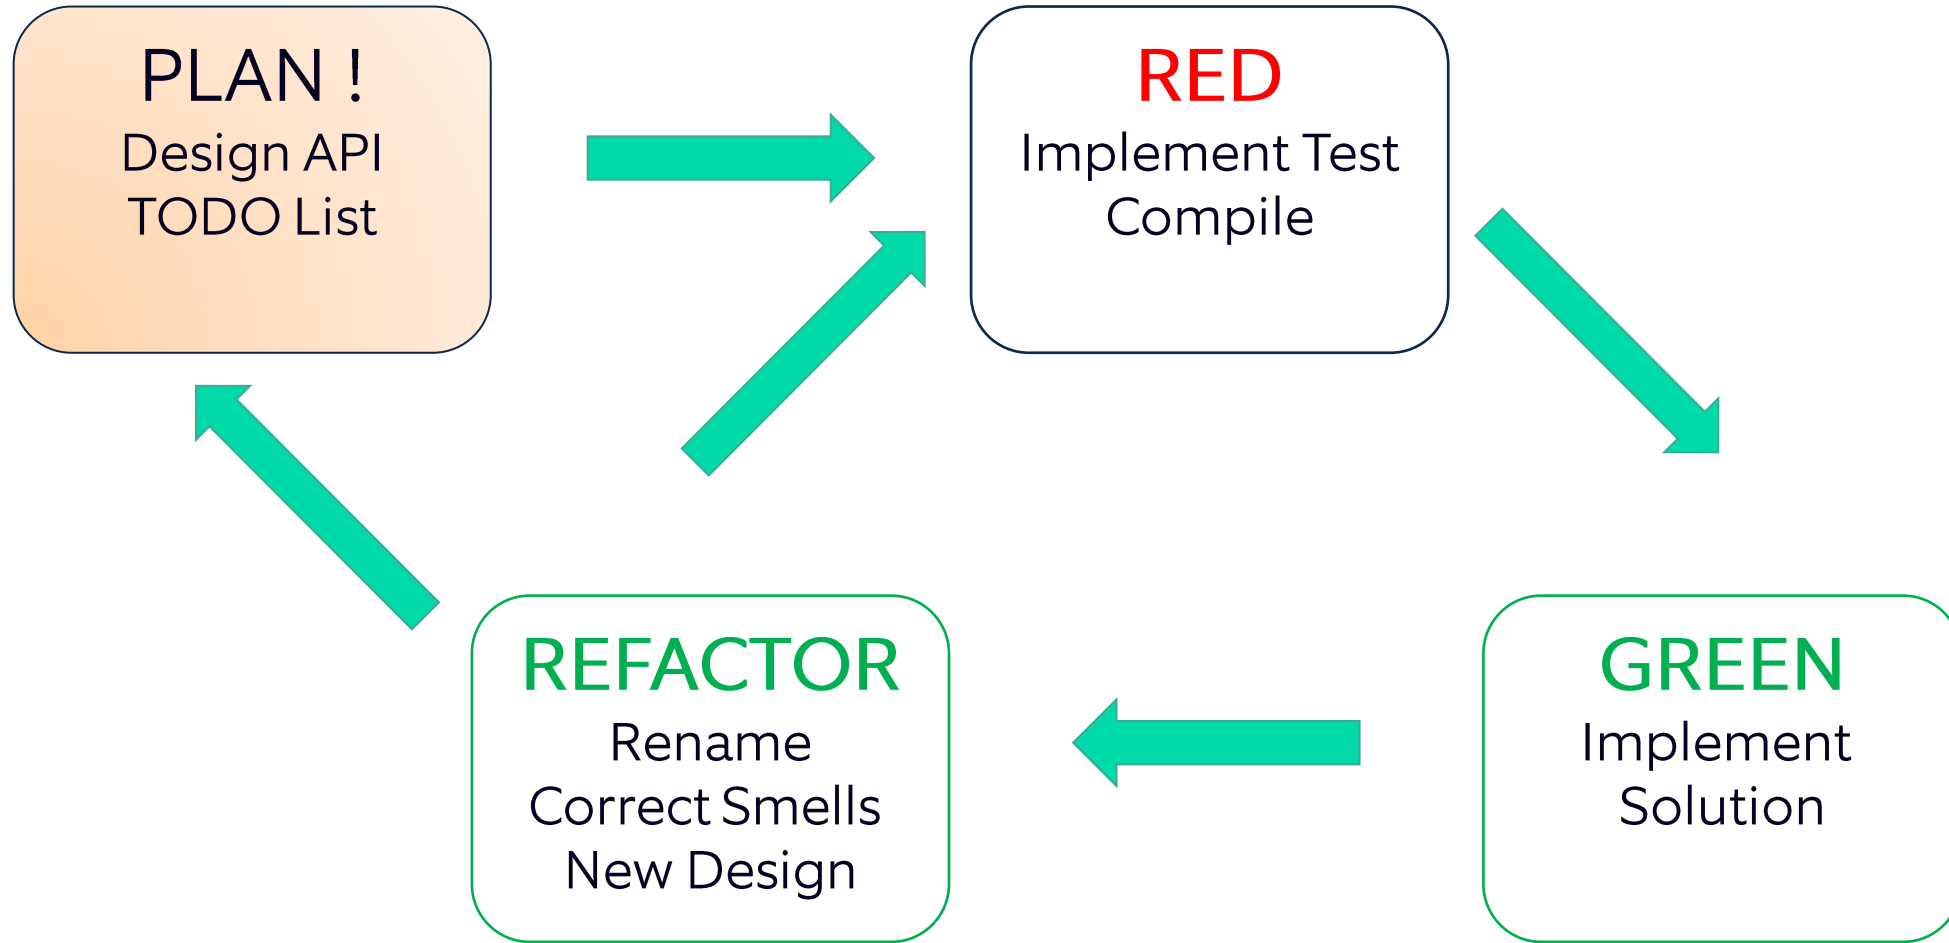 PLAN !
Design API
TODO List
RED
Implement Test
Compile
REFACTOR
Rename
Correct Smells
New Design
GREEN
Implement
Solution